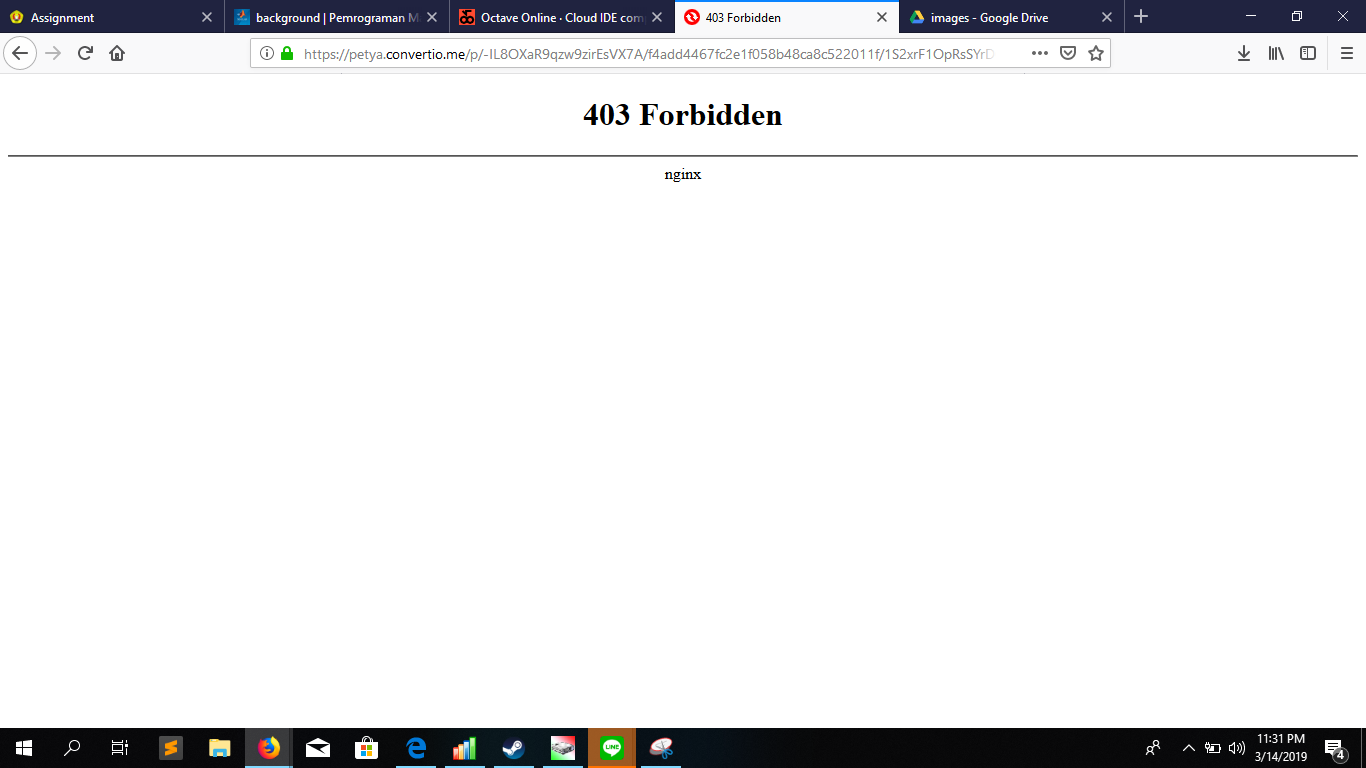 Assignment
background | Pemrograman M
Octave Online · Cloud IDE com
403 Forbidden
images - Google Drive
https://petya.convertio.me/p/-IL8OXaR9qzw9zirEsVX7A/f4add4467fc2e1f058b48ca8c522011f/1S2xrF1OpRsSYrD
403 Forbidden
nginx
LINE
11:31 PM
3/14/2019
4